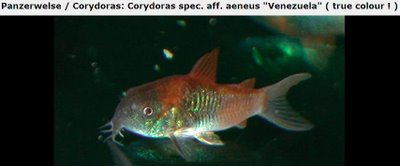 Panzerwelse / Corydoras: Corydoras spec. aff. aeneus "Venezuela" ( true colour ! )